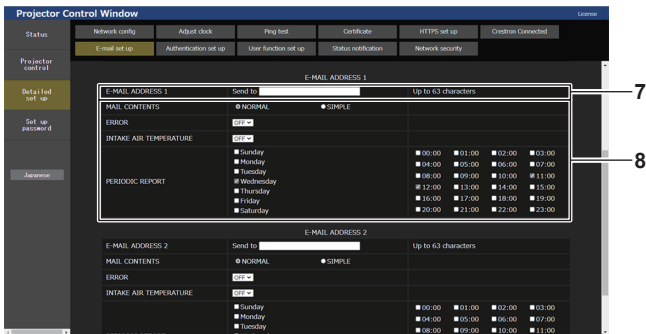 Projector Control Window
License
Status
Network config
Adjust clock
Ping test
Certificate
HTTPS set up
Crestron Connected
E-mail set up
Authentication set up
User function set up
Status notification
Network security
Projector control
Detailed set up
Set up password
Japanese
E-MAIL ADDRESS 1
E-MAIL ADDRESS 1 Send to Up to 63 characters
7
MAIL CONTENTS NORMAL SIMPLE
ERROR OFF
INTAKE AIR TEMPERATURE OFF
8
PERIODIC REPORT
Sunday
Monday
Tuesday
Wednesday
Thursday
Friday
Saturday
00:00 01:00 02:00 03:00
04:00 05:00 06:00 07:00
08:00 09:00 10:00 11:00
12:00 13:00 14:00 15:00
16:00 17:00 18:00 19:00
20:00 21:00 22:00 23:00
E-MAIL ADDRESS 2
E-MAIL ADDRESS 2 Send to Up to 63 characters
MAIL CONTENTS NORMAL SIMPLE
ERROR OFF
INTAKE AIR TEMPERATURE OFF
Sunday
Monday
Tuesday
00:00 01:00 02:00 03:00
04:00 05:00 06:00 07:00
08:00 09:00 10:00 11:00